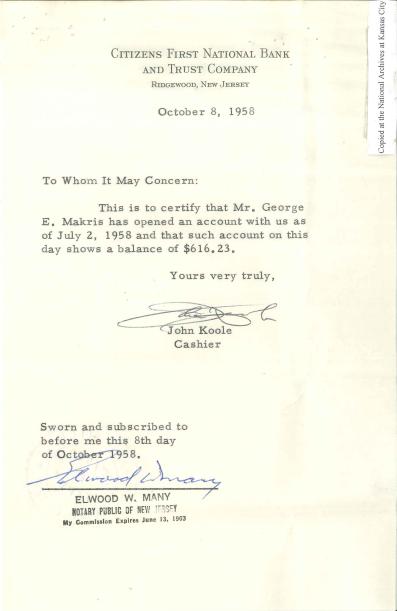 Copied at the National Archives at Kansas City
CITIZENS FIRST NATIONAL BANK
AND TRUST COMPANY
RIDGEWOOD, NEW JERSEY
October 8, 1958
To Whom It May Concern:
This is to certify that Mr. George
E. Makris has opened an account with us as
of July 2, 1958 and that such account on this
day shows a balance of $616.23.
Yours very truly,
John Koole
Cashier
Sworn and subscribed to
before me this 8th day
of October 1958.
Elwood W Many
ELWOOD W. MANY
NOTARY PUBLIC OF NEW JERSEY
My Commission Expires June 13, 1963